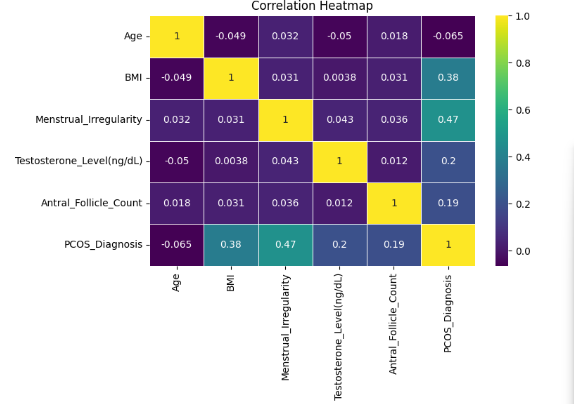 Correlation Heatmap
Age 1 -0.049 0.032 -0.05 0.018 -0.065
BMI -0.049 1 0.031 0.0038 0.031 0.38
Menstrual_Irregularity 0.032 0.031 1 0.043 0.036 0.47
Testosterone_Level(ng/dL) -0.05 0.0038 0.043 1 0.012 0.2
Antral_Follicle_Count 0.018 0.031 0.036 0.012 1 0.19
PCOS_Diagnosis -0.065 0.38 0.47 0.2 0.19 1
Age
BMI
Menstrual_Irregularity
Testosterone_Level(ng/dL)
Antral_Follicle_Count
PCOS_Diagnosis
1.0
0.8
0.6
0.4
0.2
0.0